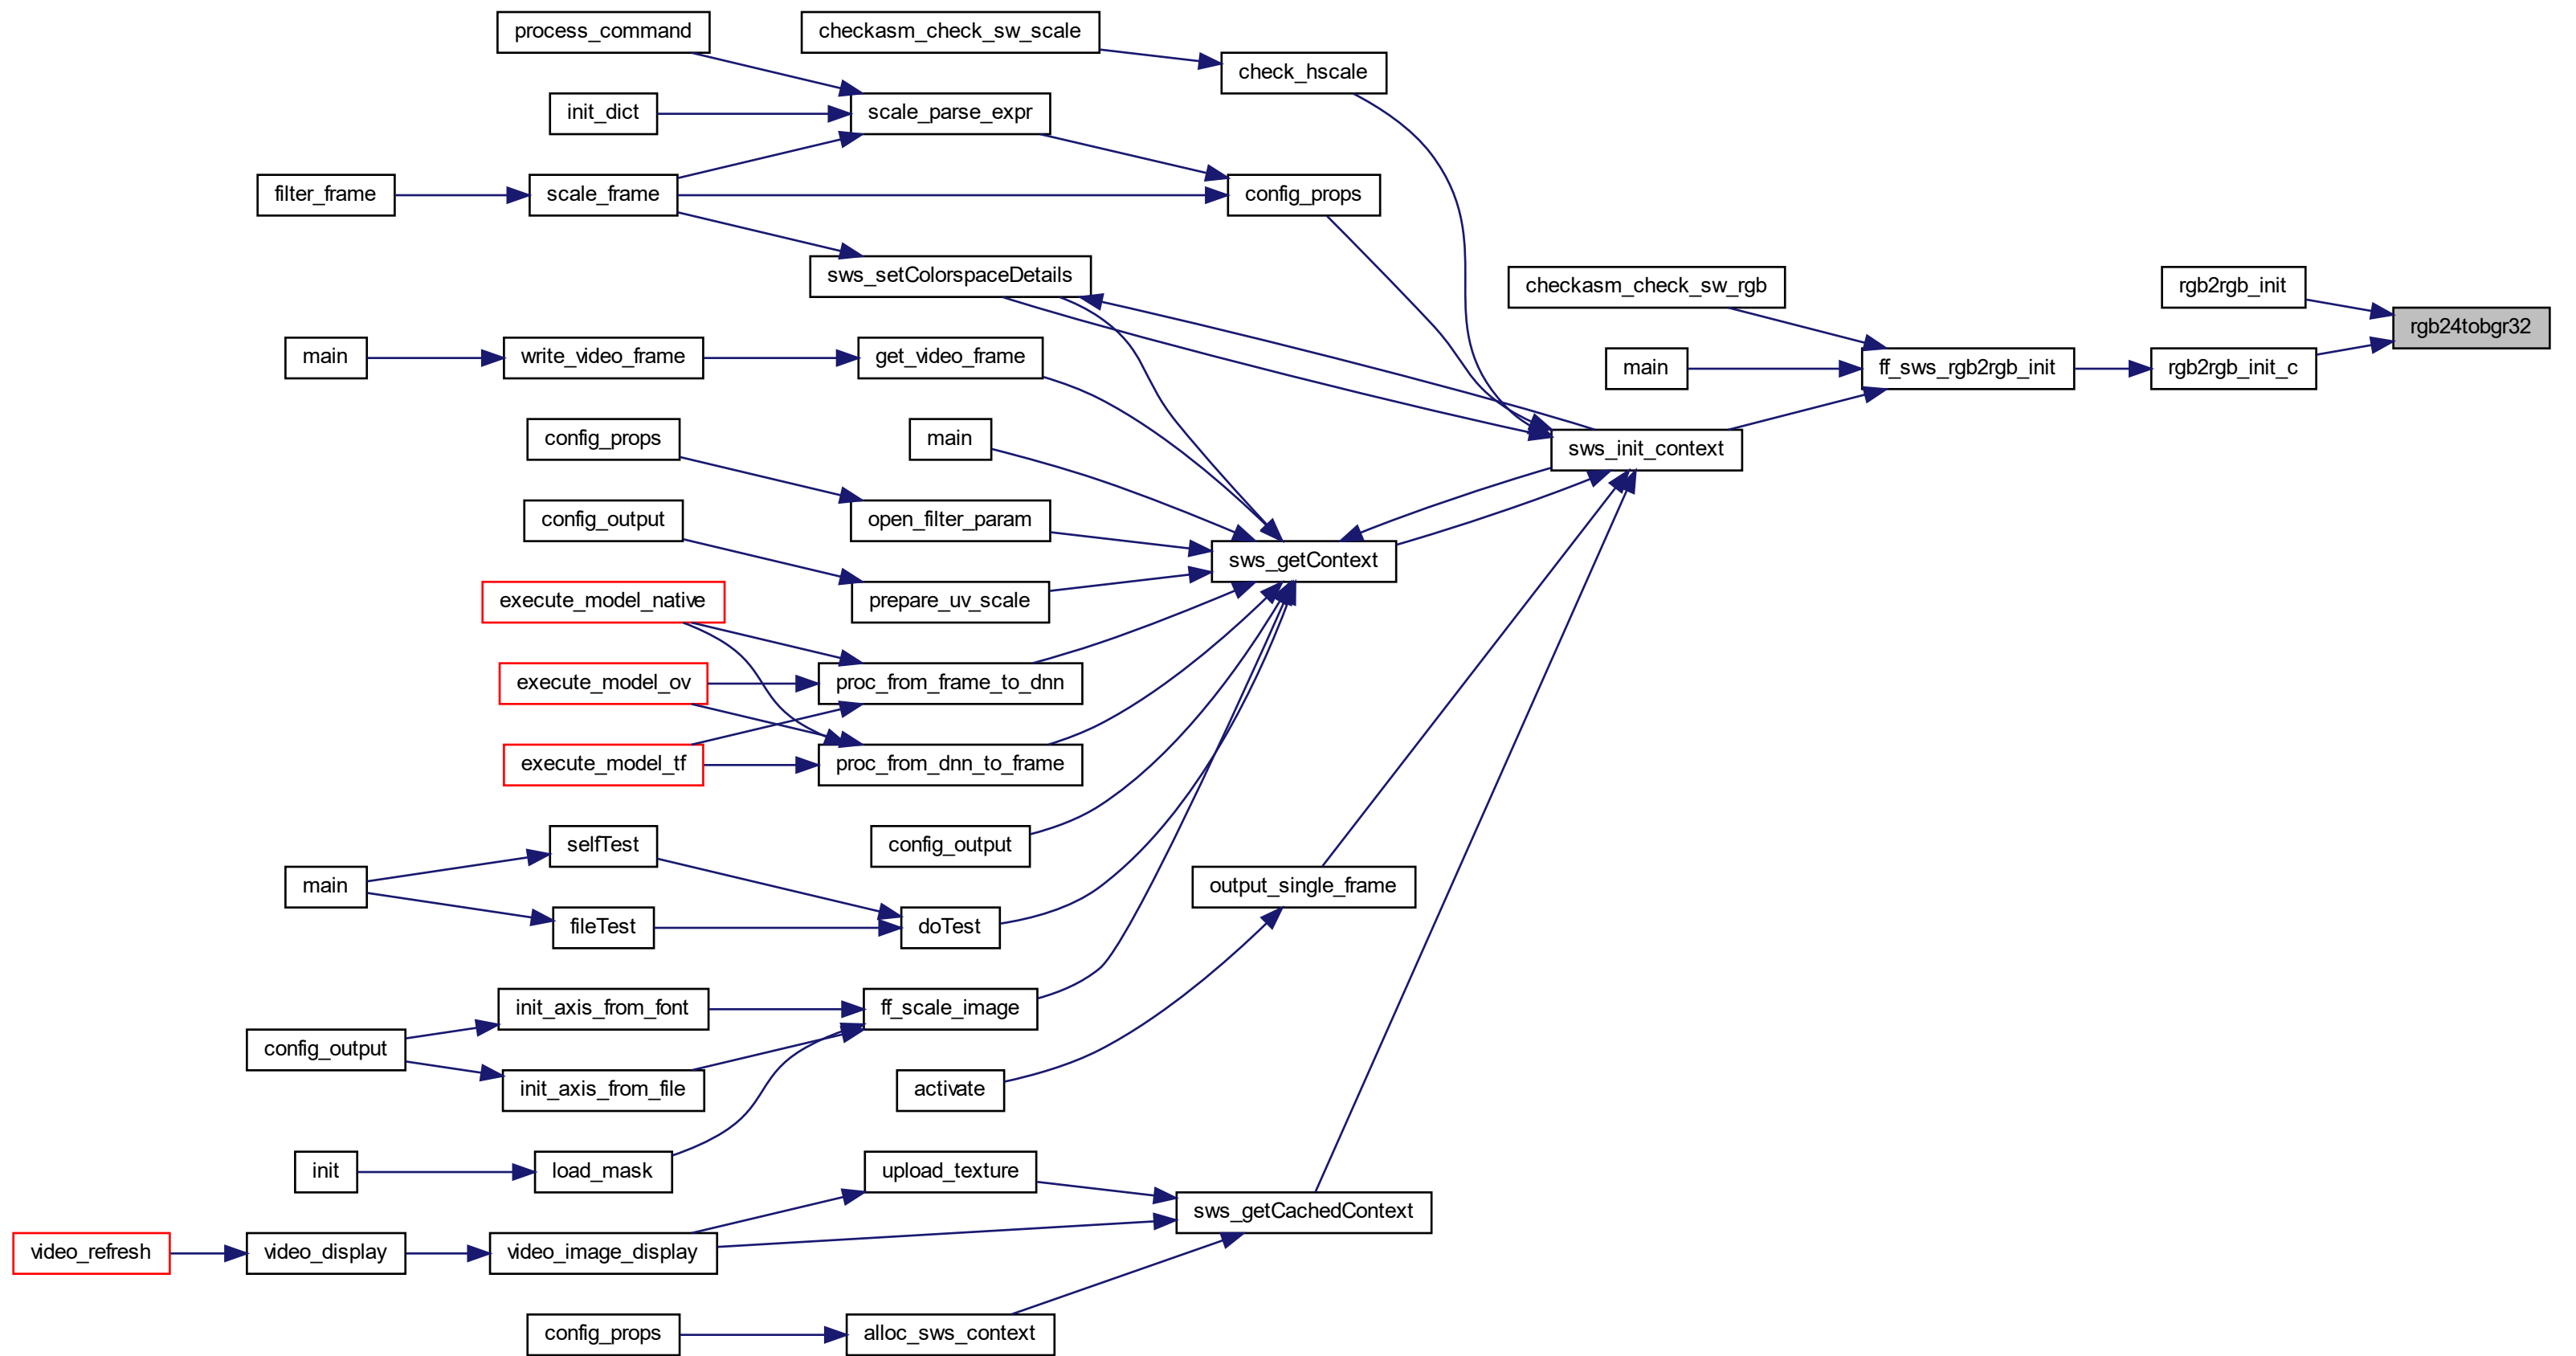 process_command
checkasm_check_sw_scale
check_hscale
init_dict
scale_parse_expr
filter_frame
scale_frame
config_props
sws_setColorspaceDetails
checkasm_check_sw_rgb
rgb2rgb_init
rgb24tobgr32
main
write_video_frame
get_video_frame
main
ff_sws_rgb2rgb_init
rgb2rgb_init_c
config_props
main
sws_init_context
config_output
open_filter_param
sws_getContext
execute_model_native
prepare_uv_scale
execute_model_ov
proc_from_frame_to_dnn
execute_model_tf
proc_from_dnn_to_frame
selfTest
config_output
main
output_single_frame
fileTest
doTest
init_axis_from_font
ff_scale_image
config_output
init_axis_from_file
activate
init
load_mask
upload_texture
sws_getCachedContext
video_refresh
video_display
video_image_display
config_props
alloc_sws_context